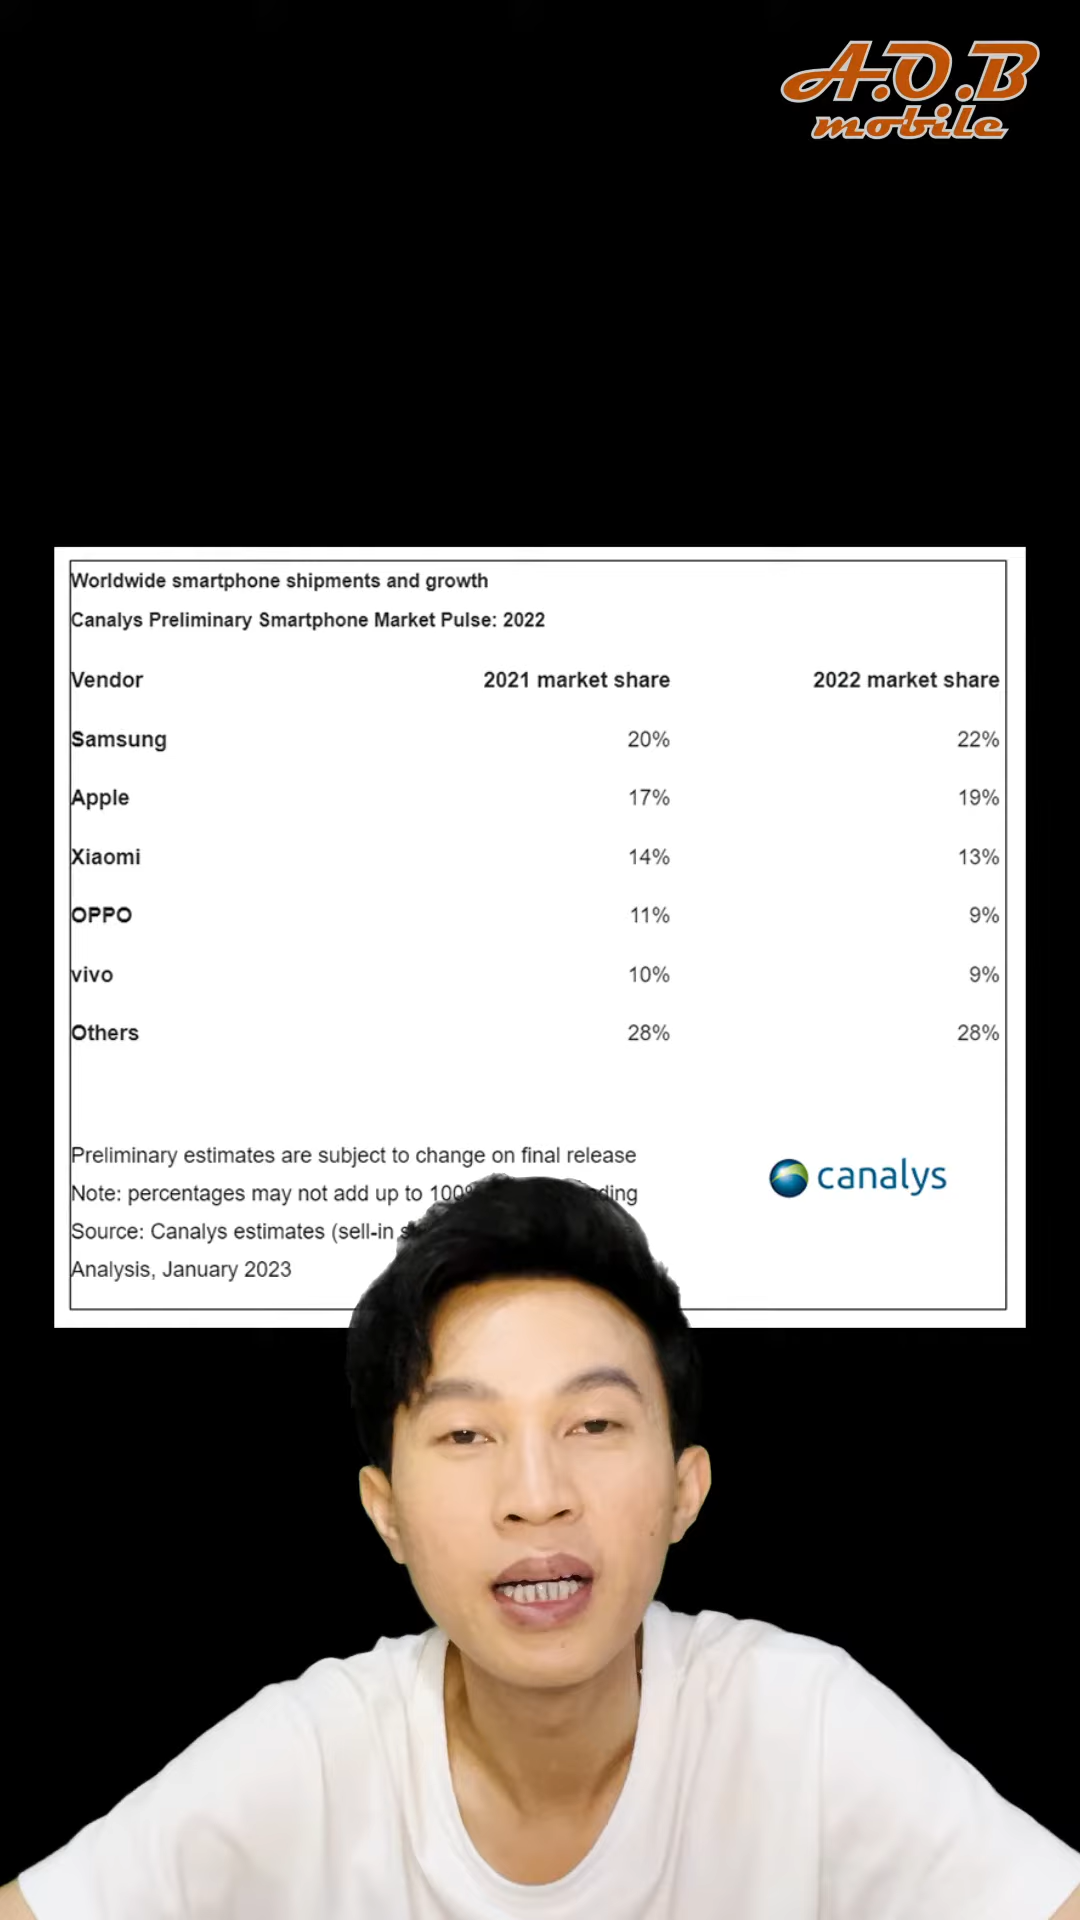 A.O.B
mobile
Worldwide smartphone shipments and growth
Canalys Preliminary Smartphone Market Pulse: 2022
Vendor 2021 market share 2022 market share
Samsung 20% 22%
Apple 17% 19%
Xiaomi 14% 13%
OPPO 11% 9%
vivo 10% 9%
Others 28% 28%
Preliminary estimates are subject to change on final release
Note: percentages may not add up to 100%
Source: Canalys estimates (sell-in
Analysis, January 2023
canalys